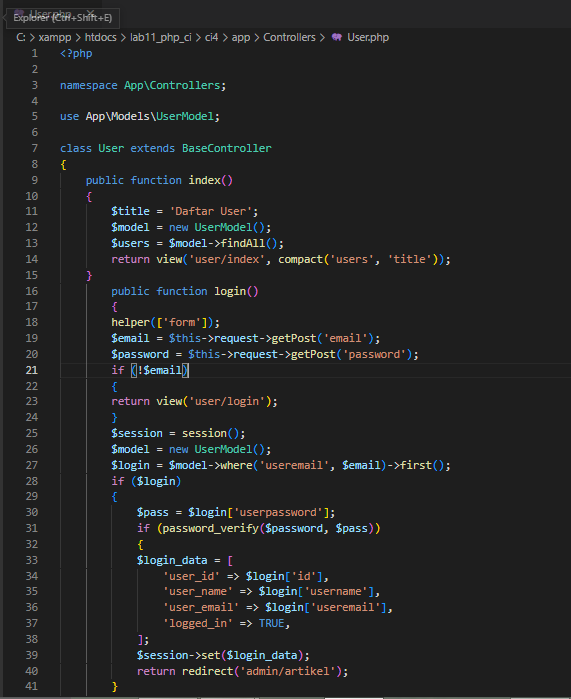 User.php
Explorer (Ctrl+Shift+E)
C: > xampp > htdocs > lab11_php_ci > ci4 > app > Controllers > User.php
1 <?php
2
3 namespace App\Controllers;
4
5 use App\Models\UserModel;
6
7 class User extends BaseController
8 {
9     public function index()
10     {
11         $title = 'Daftar User';
12         $model = new UserModel();
13         $users = $model->findAll();
14         return view('user/index', compact('users', 'title'));
15     }
16         public function login()
17         {
18         helper(['form']);
19         $email = $this->request->getPost('email');
20         $password = $this->request->getPost('password');
21         if (!$email)
22         {
23         return view('user/login');
24         }
25         $session = session();
26         $model = new UserModel();
27         $login = $model->where('useremail', $email)->first();
28         if ($login)
29         {
30             $pass = $login['userpassword'];
31             if (password_verify($password, $pass))
32             {
33             $login_data = [
34                 'user_id' => $login['id'],
35                 'user_name' => $login['username'],
36                 'user_email' => $login['useremail'],
37                 'logged_in' => TRUE,
38             ];
39             $session->set($login_data);
40             return redirect('admin/artikel');
41         }